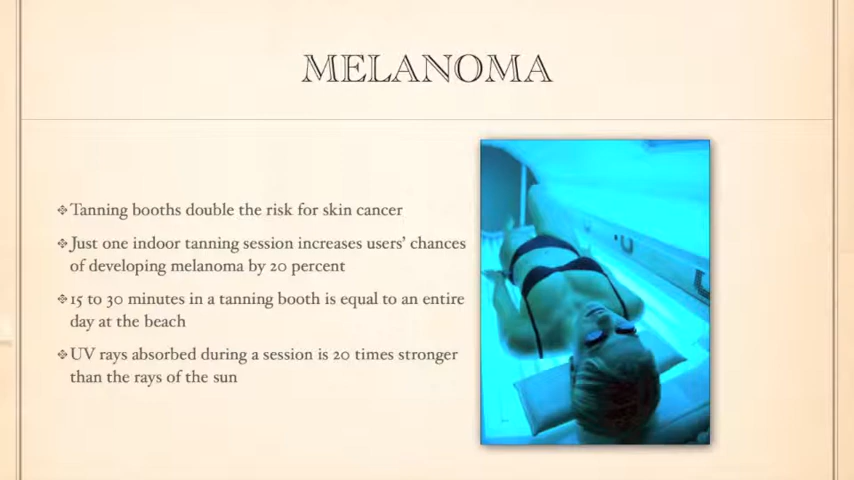 MELANOMA
Tanning booths double the risk for skin cancer
Just one indoor tanning session increases users' chances
of developing melanoma by 20 percent
15 to 30 minutes in a tanning booth is equal to an entire
day at the beach
UV rays absorbed during a session is 20 times stronger
than the rays of the sun